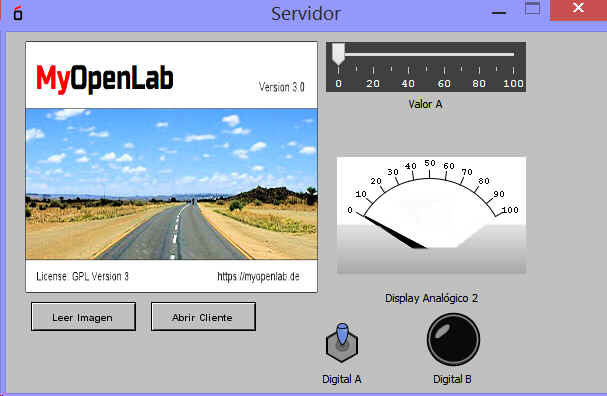 Servidor
MyOpenLab
Version 3.0
License: GPL Version 3
https://myopenlab.de
Leer Imagen
Abrir Cliente
0 20 40 60 80 100
Valor A
0 10 20 30 40 50 60 70 80 90 100
Display Analógico 2
Digital A
Digital B